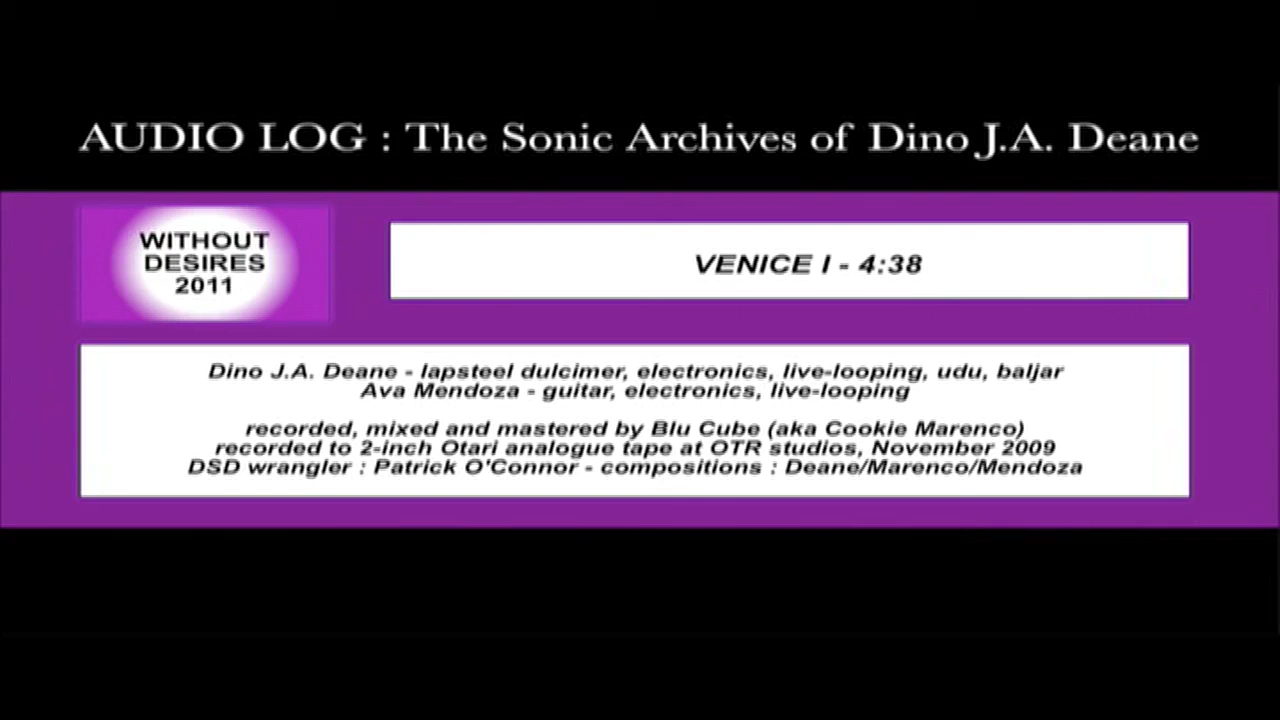 AUDIO LOG : The Sonic Archives of Dino J.A. Deane
WITHOUT
DESIRES
2011
VENICE I - 4:38
Dino J.A. Deane - lapsteel dulcimer, electronics, live-looping, udu, baljar
Ava Mendoza - guitar, electronics, live-looping
recorded, mixed and mastered by Blu Cube (aka Cookie Marenco)
recorded to 2-inch Otari analogue tape at OTR studios, November 2009
DSD wrangler : Patrick O'Connor - compositions : Deane/Marenco/Mendoza